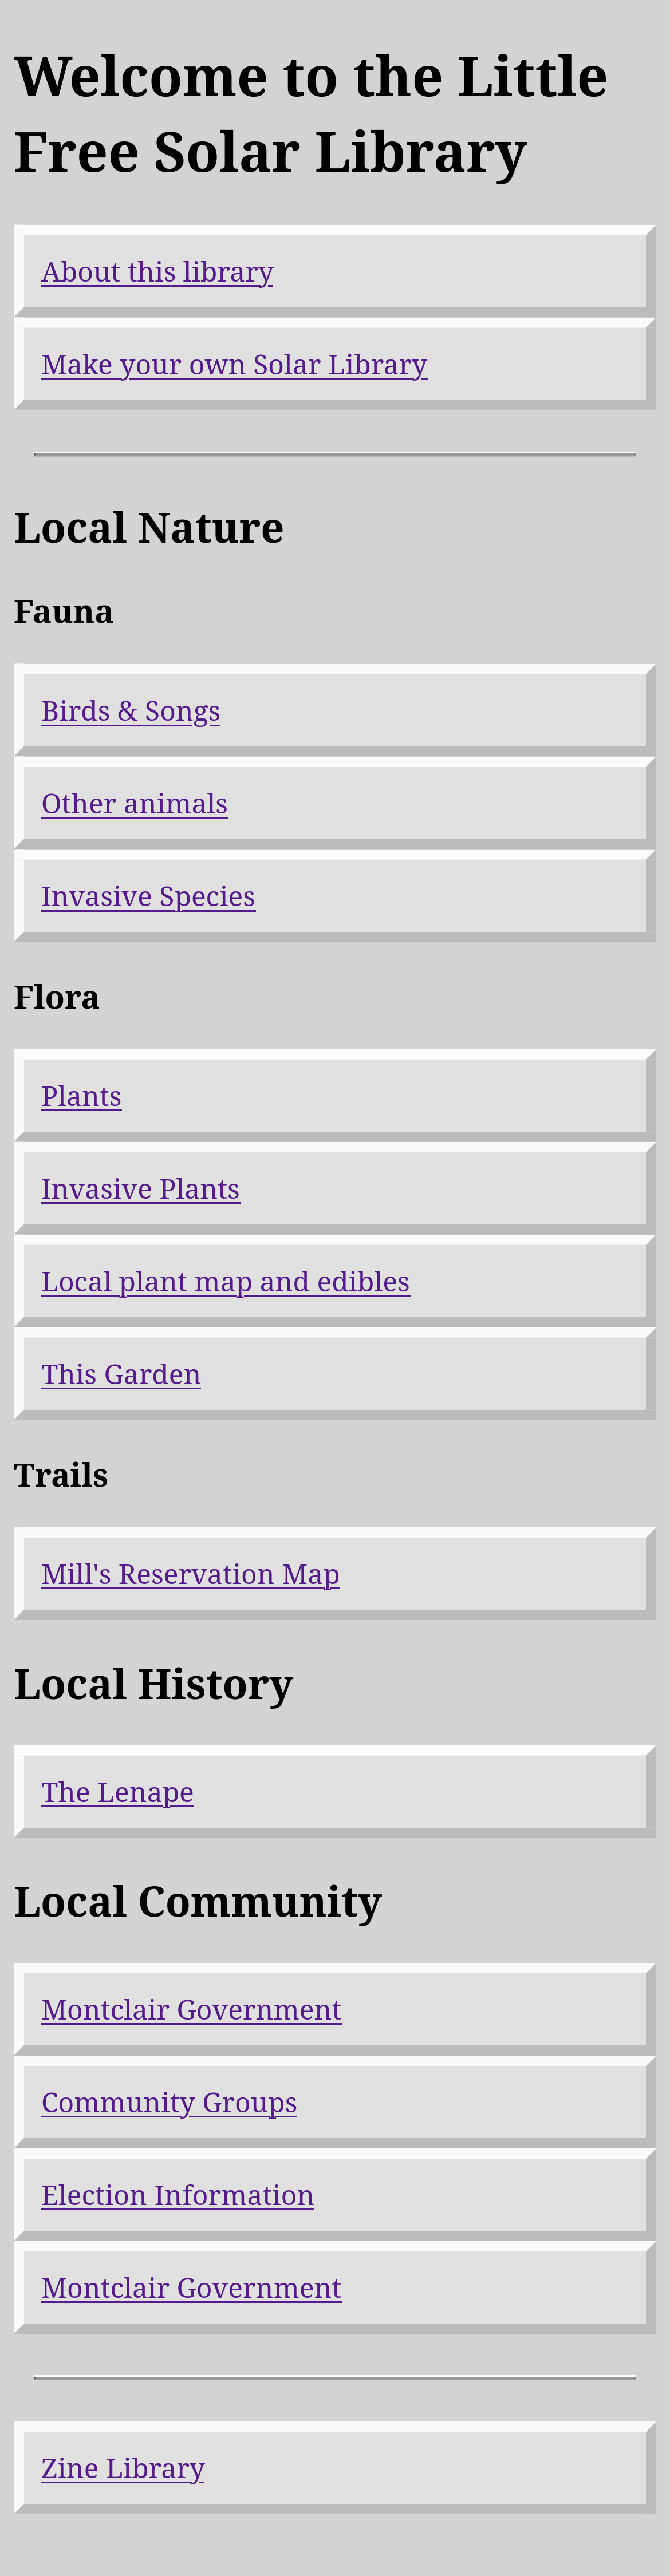 Welcome to the Little
Free Solar Library
About this library
Make your own Solar Library
Local Nature
Fauna
Birds & Songs
Other animals
Invasive Species
Flora
Plants
Invasive Plants
Local plant map and edibles
This Garden
Trails
Mill's Reservation Map
Local History
The Lenape
Local Community
Montclair Government
Community Groups
Election Information
Montclair Government
Zine Library